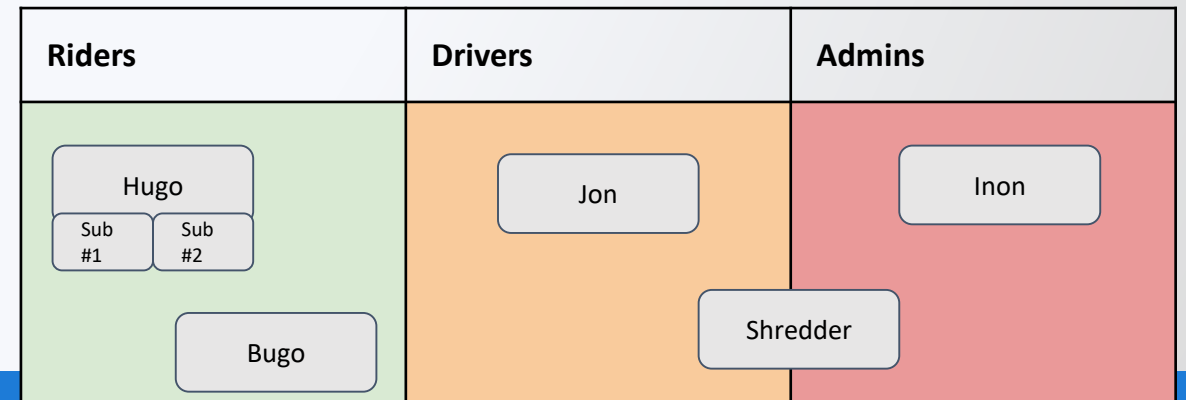 Riders
Drivers
Admins
Hugo
Sub
#1
Sub
#2
Bugo
Jon
Shredder
Inon